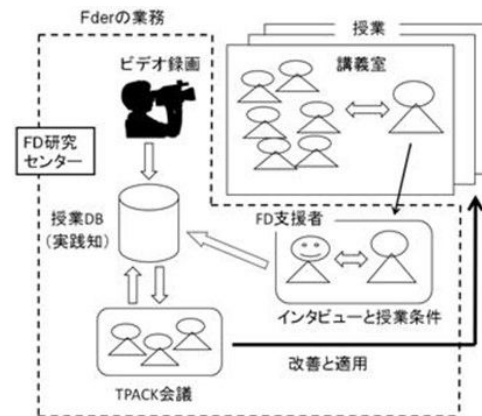 Fderの業務
授業
ビデオ録画
講義室
FD研究
センター
授業DB
(実践知)
FD支援者
インタビューと授業条件
改善と適用
TPACK会議